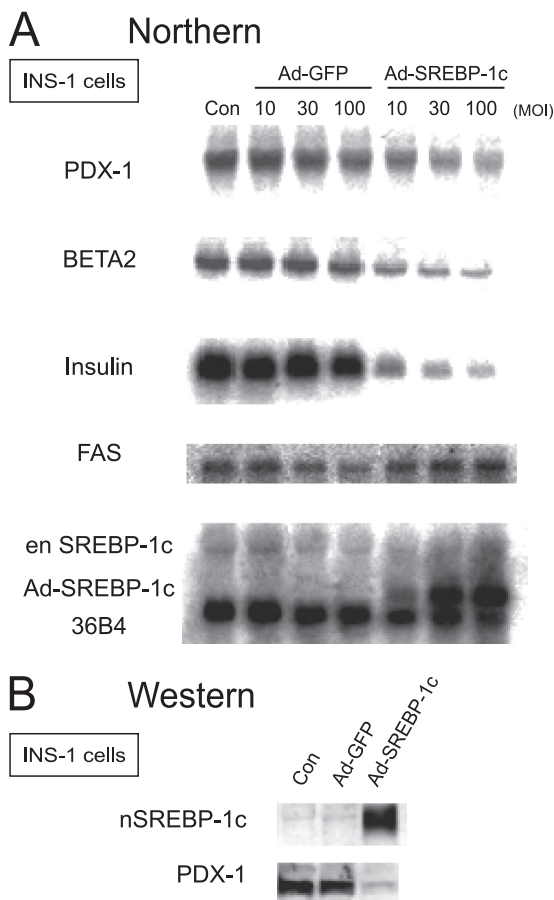 A Northern
INS-1 cells
Ad-GFP Ad-SREBP-1c
Con 10 30 100 10 30 100 (MOI)
PDX-1
BETA2
Insulin
FAS
en SREBP-1c
Ad-SREBP-1c
36B4
B Western
INS-1 cells
Con Ad-GFP Ad-SREBP-1c
nSREBP-1c
PDX-1